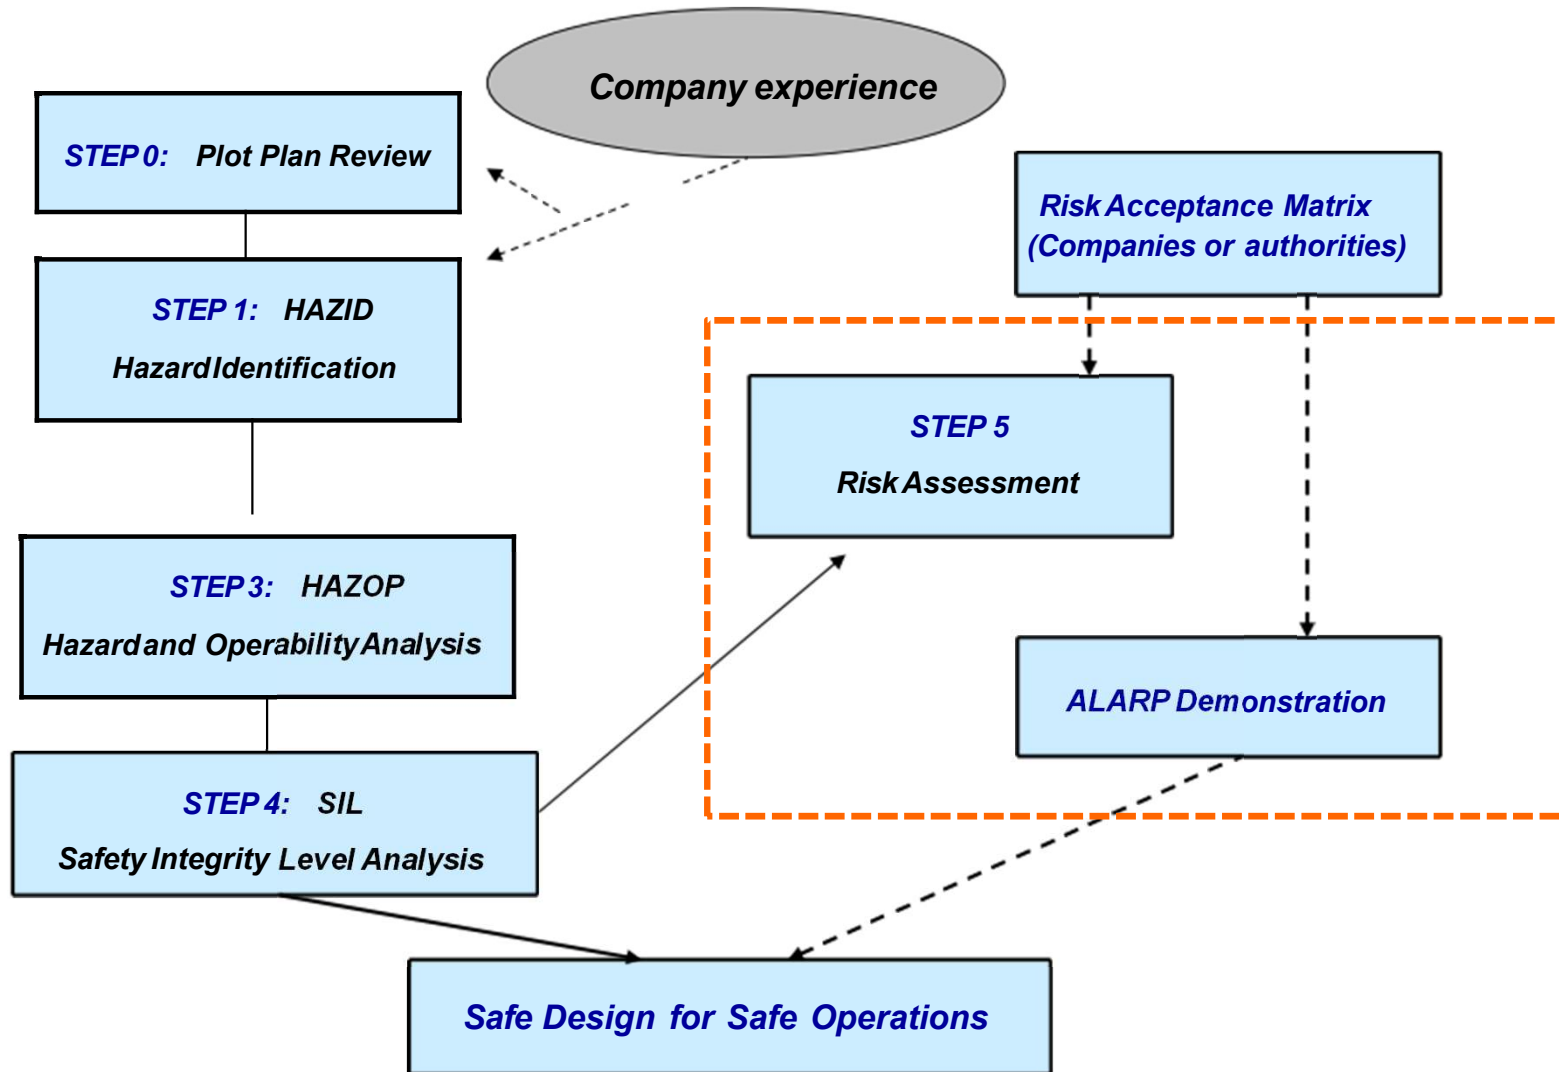 Company experience
STEP 0: Plot Plan Review
Risk Acceptance Matrix
(Companies or authorities)
STEP 1: HAZID
Hazard Identification
STEP 5
Risk Assessment
STEP 3: HAZOP
Hazard and Operability Analysis
ALARP Demonstration
STEP 4: SIL
Safety Integrity Level Analysis
Safe Design for Safe Operations